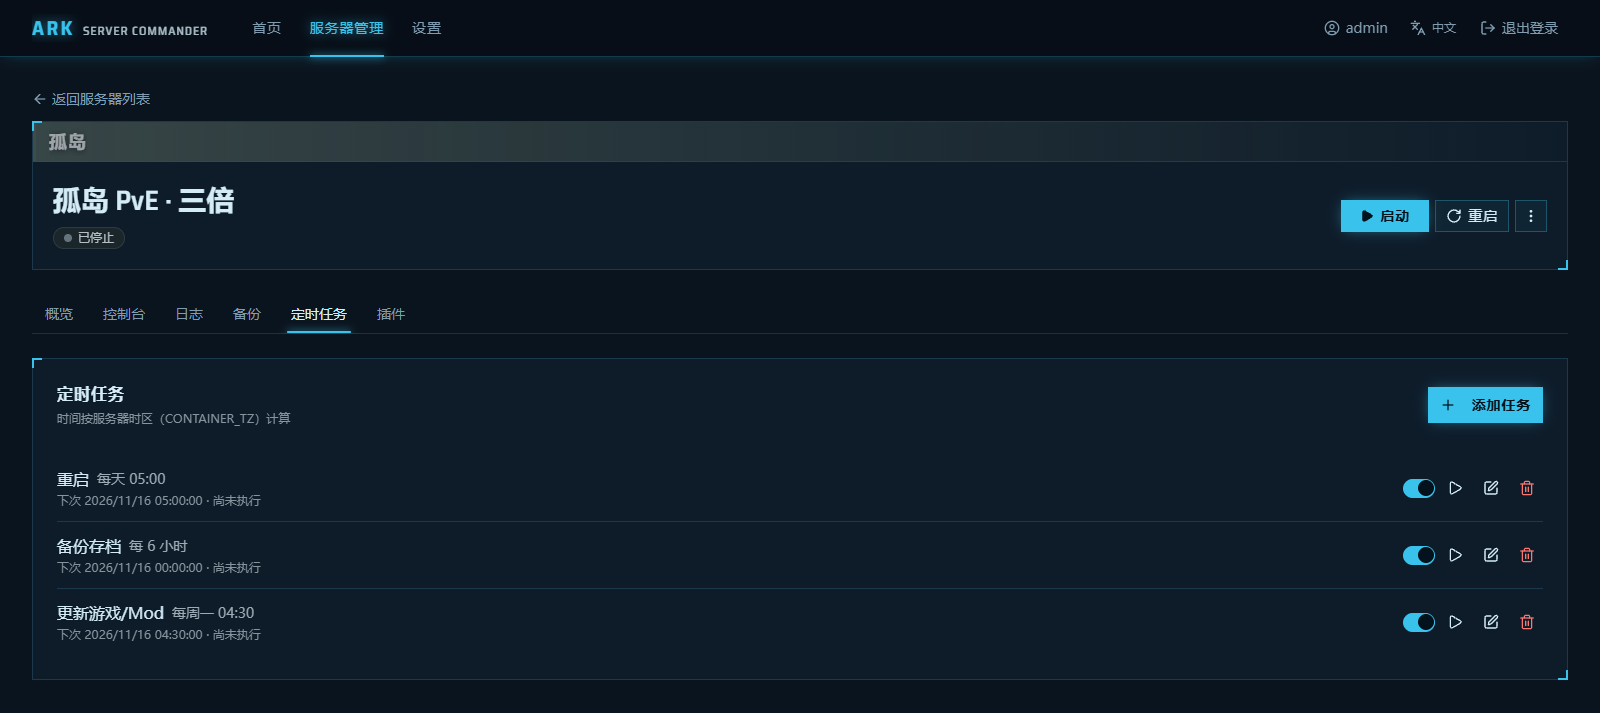 ARK SERVER COMMANDER 首页 服务器管理 设置 admin 中文 退出登录
返回服务器列表
孤岛
孤岛 PvE · 三倍
已停止
启动 重启
概览 控制台 日志 备份 定时任务 插件
定时任务
时间按服务器时区（CONTAINER_TZ）计算
添加任务
重启 每天 05:00
下次 2026/11/16 05:00:00 · 尚未执行
备份存档 每 6 小时
下次 2026/11/16 00:00:00 · 尚未执行
更新游戏/Mod 每周一 04:30
下次 2026/11/16 04:30:00 · 尚未执行